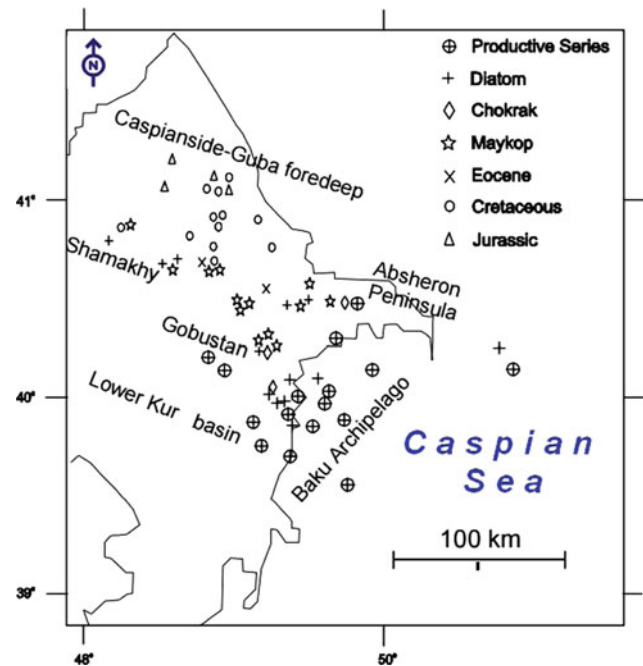 N
Productive Series
Diatom
Chokrak
Maykop
Eocene
Cretaceous
Jurassic
Caspianside-Guba foredeep
41°
Shamakhy
Absheron
Peninsula
Gobustan
40°
Lower Kur basin
Baku Archipelago
Caspian
Sea
100 km
39°
48°
50°